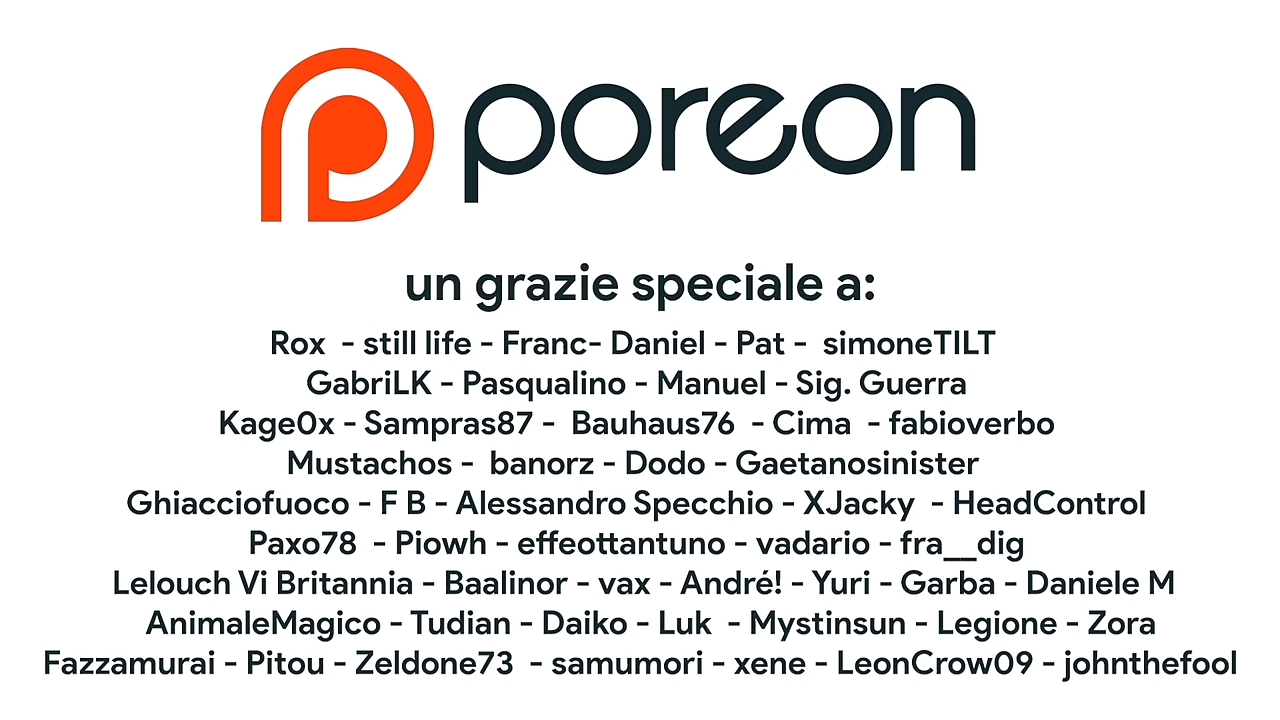 poreon
un grazie speciale a:
Rox - still life - Franc- Daniel - Pat - simoneTILT
GabriLK - Pasqualino - Manuel - Sig. Guerra
Kage0x - Sampras87 - Bauhaus76 - Cima - fabioverbo
Mustachos - banorz - Dodo - Gaetanosinister
Ghiacciofuoco - F B - Alessandro Specchio - XJacky - HeadControl
Paxo78 - Piowh - effeottantuno - vadario - fra__dig
Lelouch Vi Britannia - Baalinor - vax - André! - Yuri - Garba - Daniele M
AnimaleMagico - Tudian - Daiko - Luk - Mystinsun - Legione - Zora
Fazzamurai - Pitou - Zeldone73 - samumori - xene - LeonCrow09 - johnthefool